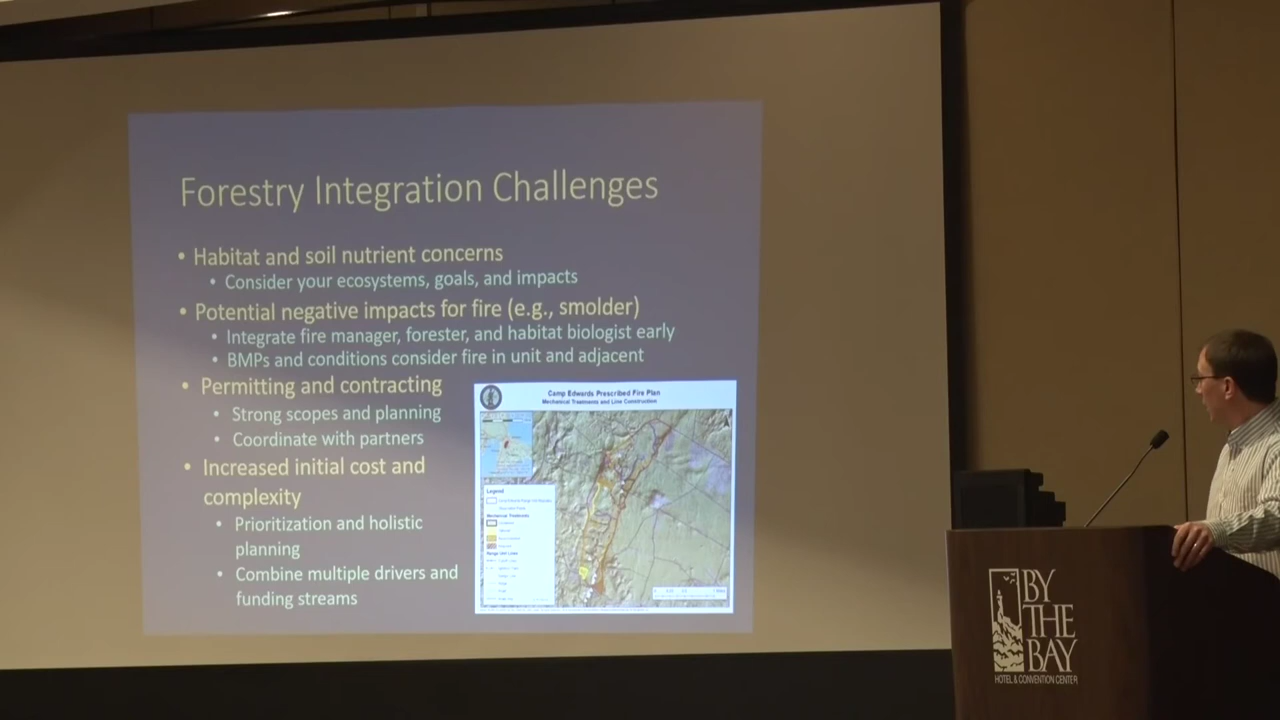 Forestry Integration Challenges
• Habitat and soil nutrient concerns
• Consider your ecosystems, goals, and impacts
• Potential negative impacts for fire (e.g., smolder)
• Integrate fire manager, forester, and habitat biologist early
• BMPs and conditions consider fire in unit and adjacent
• Permitting and contracting
• Strong scopes and planning
• Coordinate with partners
• Increased initial cost and
complexity
• Prioritization and holistic
planning
• Combine multiple drivers and
funding streams
Camp Edwards Prescribed Fire Plan
Mechanical Treatments and Line Construction
Legend
Mechanical Treatments
BY
THE
BAY
HOTEL & CONVENTION CENTER